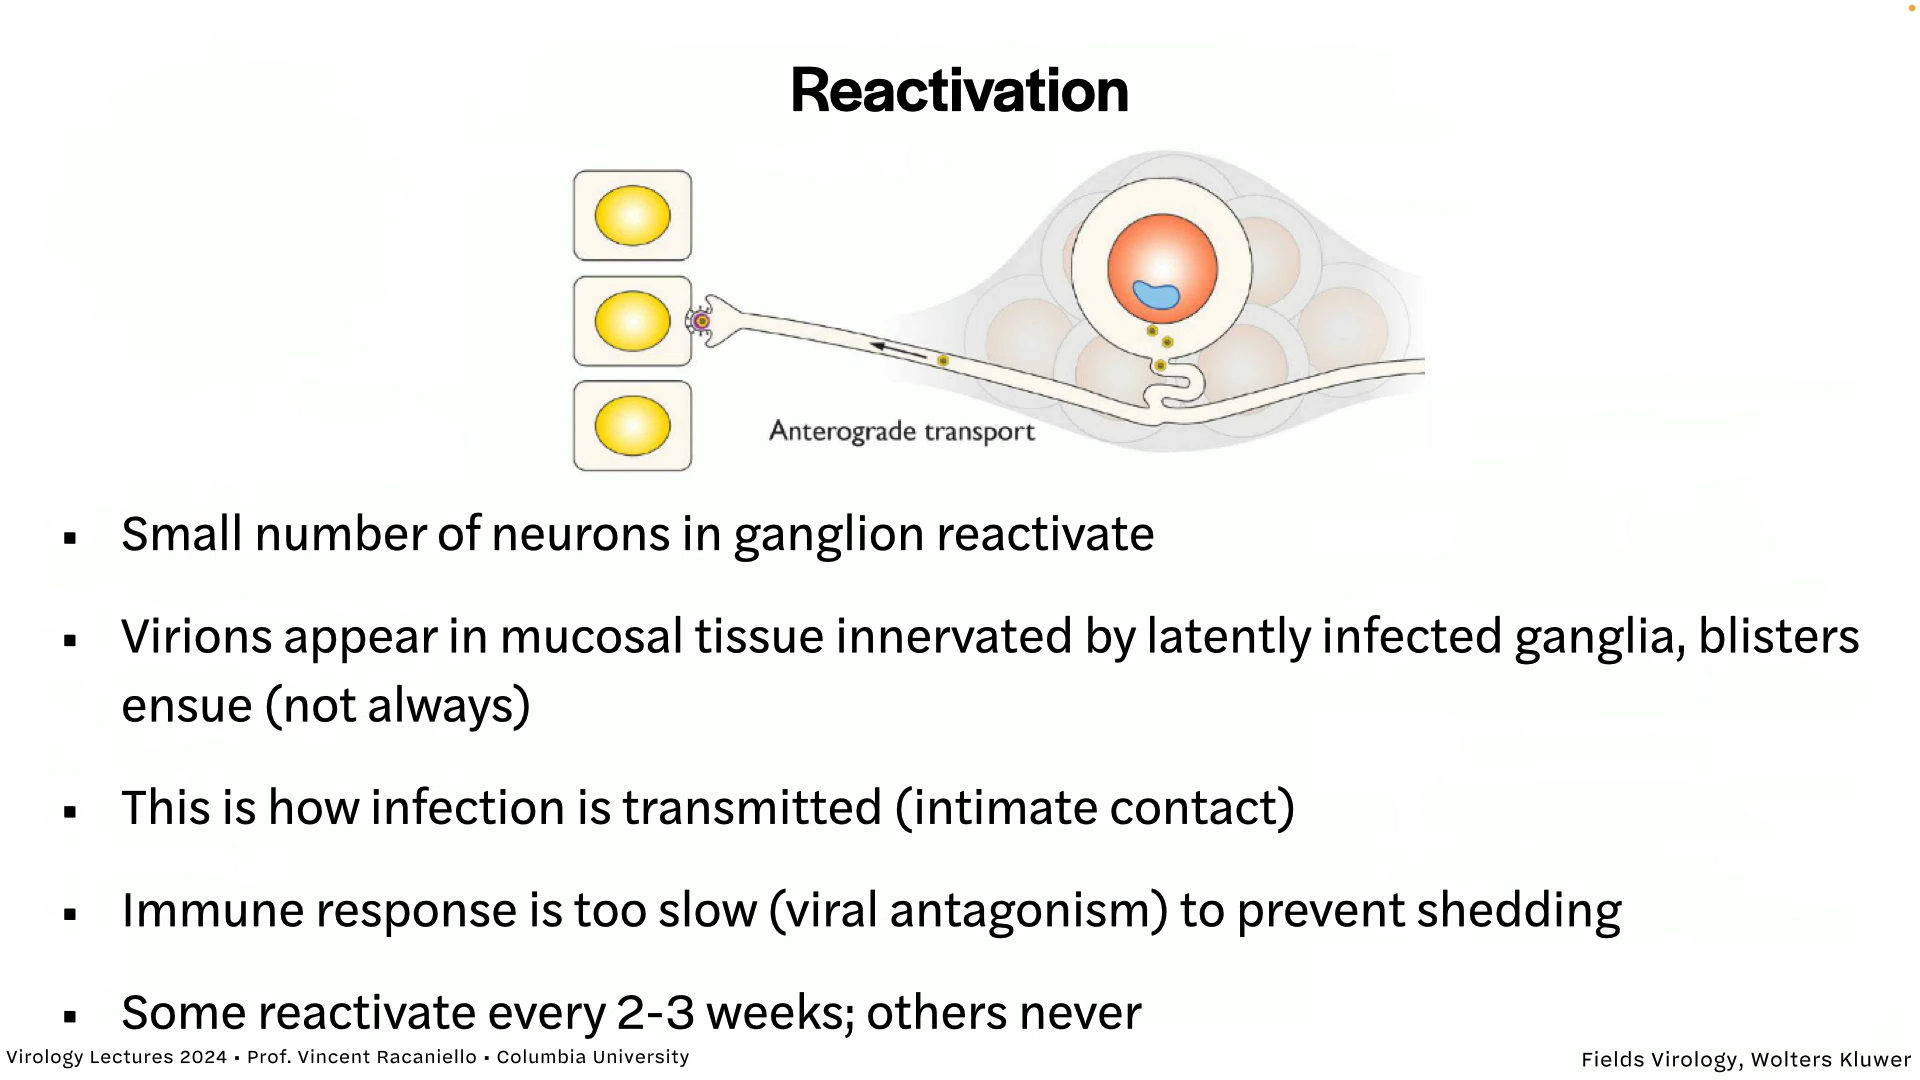 Reactivation
Anterograde transport
▪ Small number of neurons in ganglion reactivate
▪ Virions appear in mucosal tissue innervated by latently infected ganglia, blisters
ensue (not always)
▪ This is how infection is transmitted (intimate contact)
▪ Immune response is too slow (viral antagonism) to prevent shedding
▪ Some reactivate every 2-3 weeks; others never
Virology Lectures 2024 • Prof. Vincent Racaniello • Columbia University
Fields Virology, Wolters Kluwer